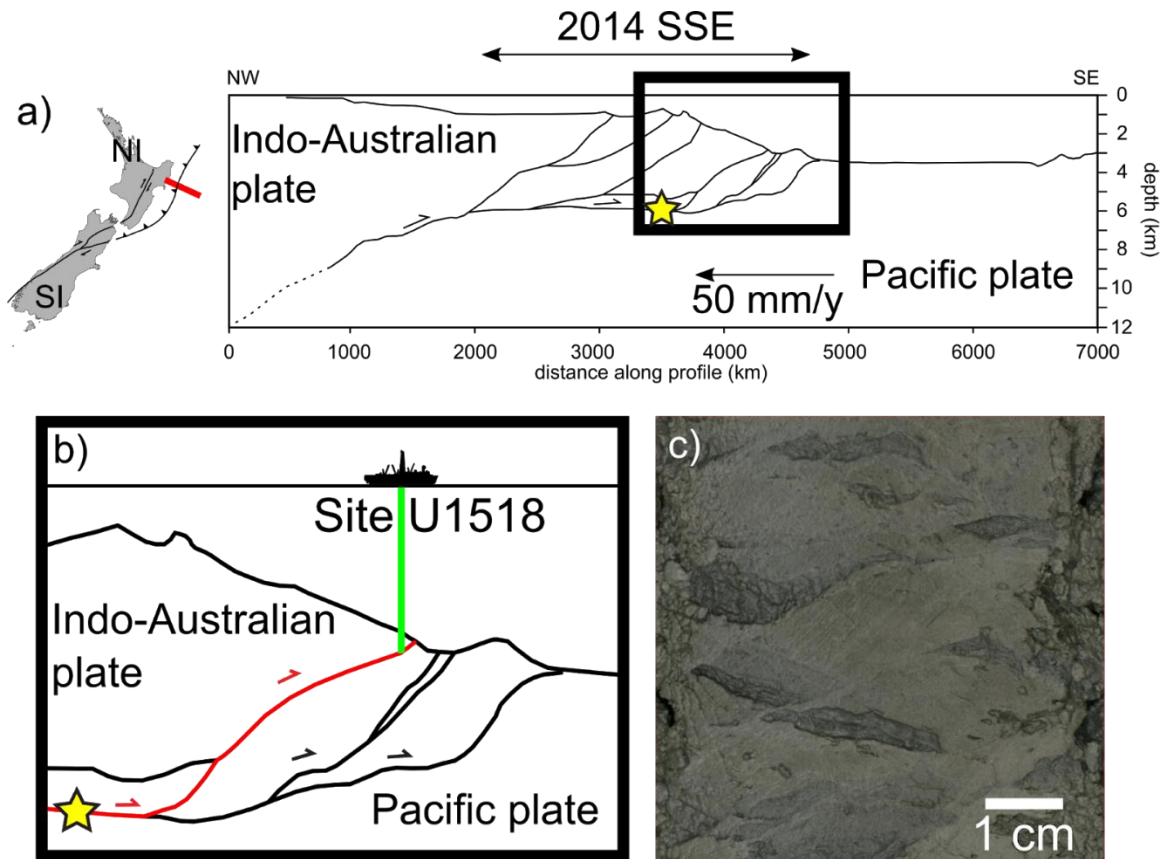 2014 SSE
NW
SE
a)
NI
SI
Indo-Australian
plate
50 mm/y
Pacific plate
0
2
4
6
8
10
12
depth (km)
0
1000
2000
3000
4000
5000
6000
7000
distance along profile (km)
b)
Site U1518
Indo-Australian
plate
Pacific plate
c)
1 cm